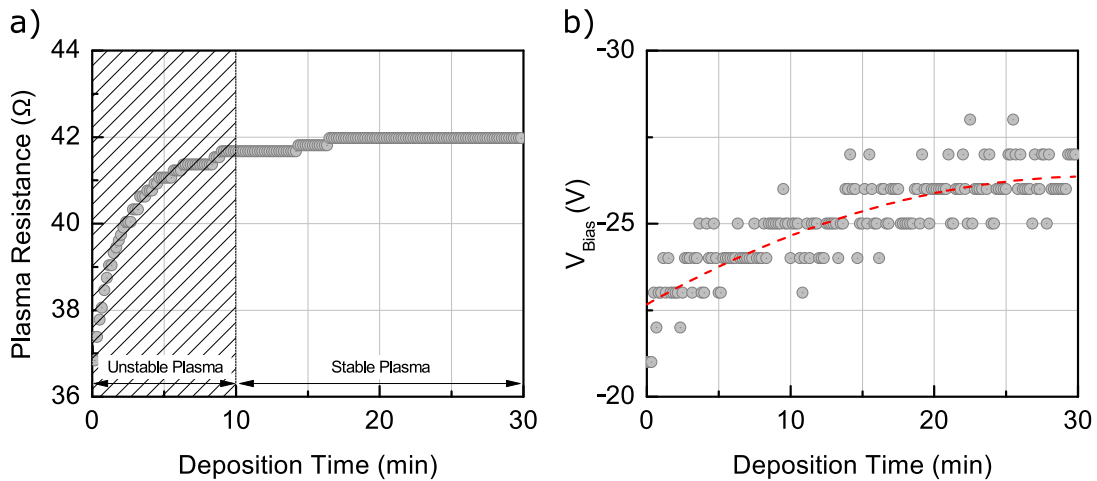 a)
44
42
40
38
36
Plasma Resistance (Ω)
Unstable Plasma
Stable Plasma
0
10
20
30
Deposition Time (min)
b)
-30
-25
-20
V_Bias (V)
0
10
20
30
Deposition Time (min)